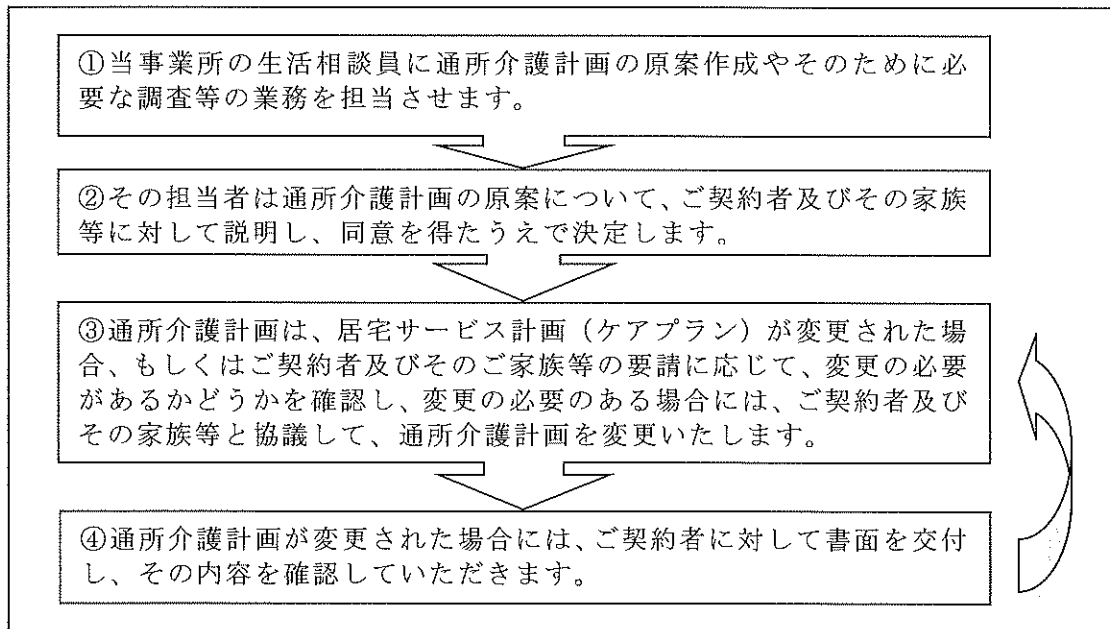 ①当事業所の生活相談員に通所介護計画の原案作成やそのために必
要な調査等の業務を担当させます。
②その担当者は通所介護計画の原案について、ご契約者及びその家族
等に対して説明し、同意を得たうえで決定します。
③通所介護計画は、居宅サービス計画（ケアプラン）が変更された場
合、もしくはご契約者及びそのご家族等の要請に応じて、変更の必要
があるかどうかを確認し、変更の必要のある場合には、ご契約者及び
その家族等と協議して、通所介護計画を変更いたします。
④通所介護計画が変更された場合には、ご契約者に対して書面を交付
し、その内容を確認していただきます。